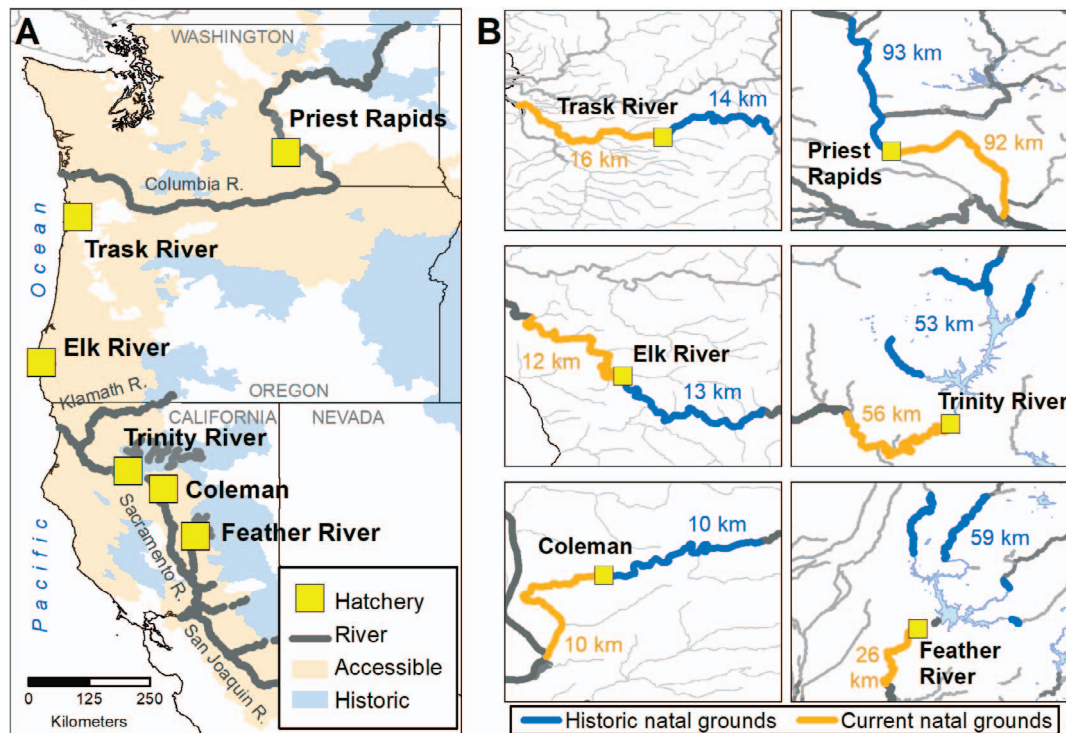 A
WASHINGTON
Priest Rapids
Columbia R.
Trask River
Pacific Ocean
Elk River
Klamath R.
OREGON
CALIFORNIA
NEVADA
Trinity River
Coleman
Sacramento R.
Feather River
San Joaquin R.
0 125 250
Kilometers
Hatchery
River
Accessible
Historic
B
Trask River
14 km
16 km
93 km
Priest
Rapids
92 km
Elk River
12 km
13 km
53 km
Trinity River
56 km
Coleman
10 km
10 km
59 km
26
km
Feather
River
Historic natal grounds
Current natal grounds